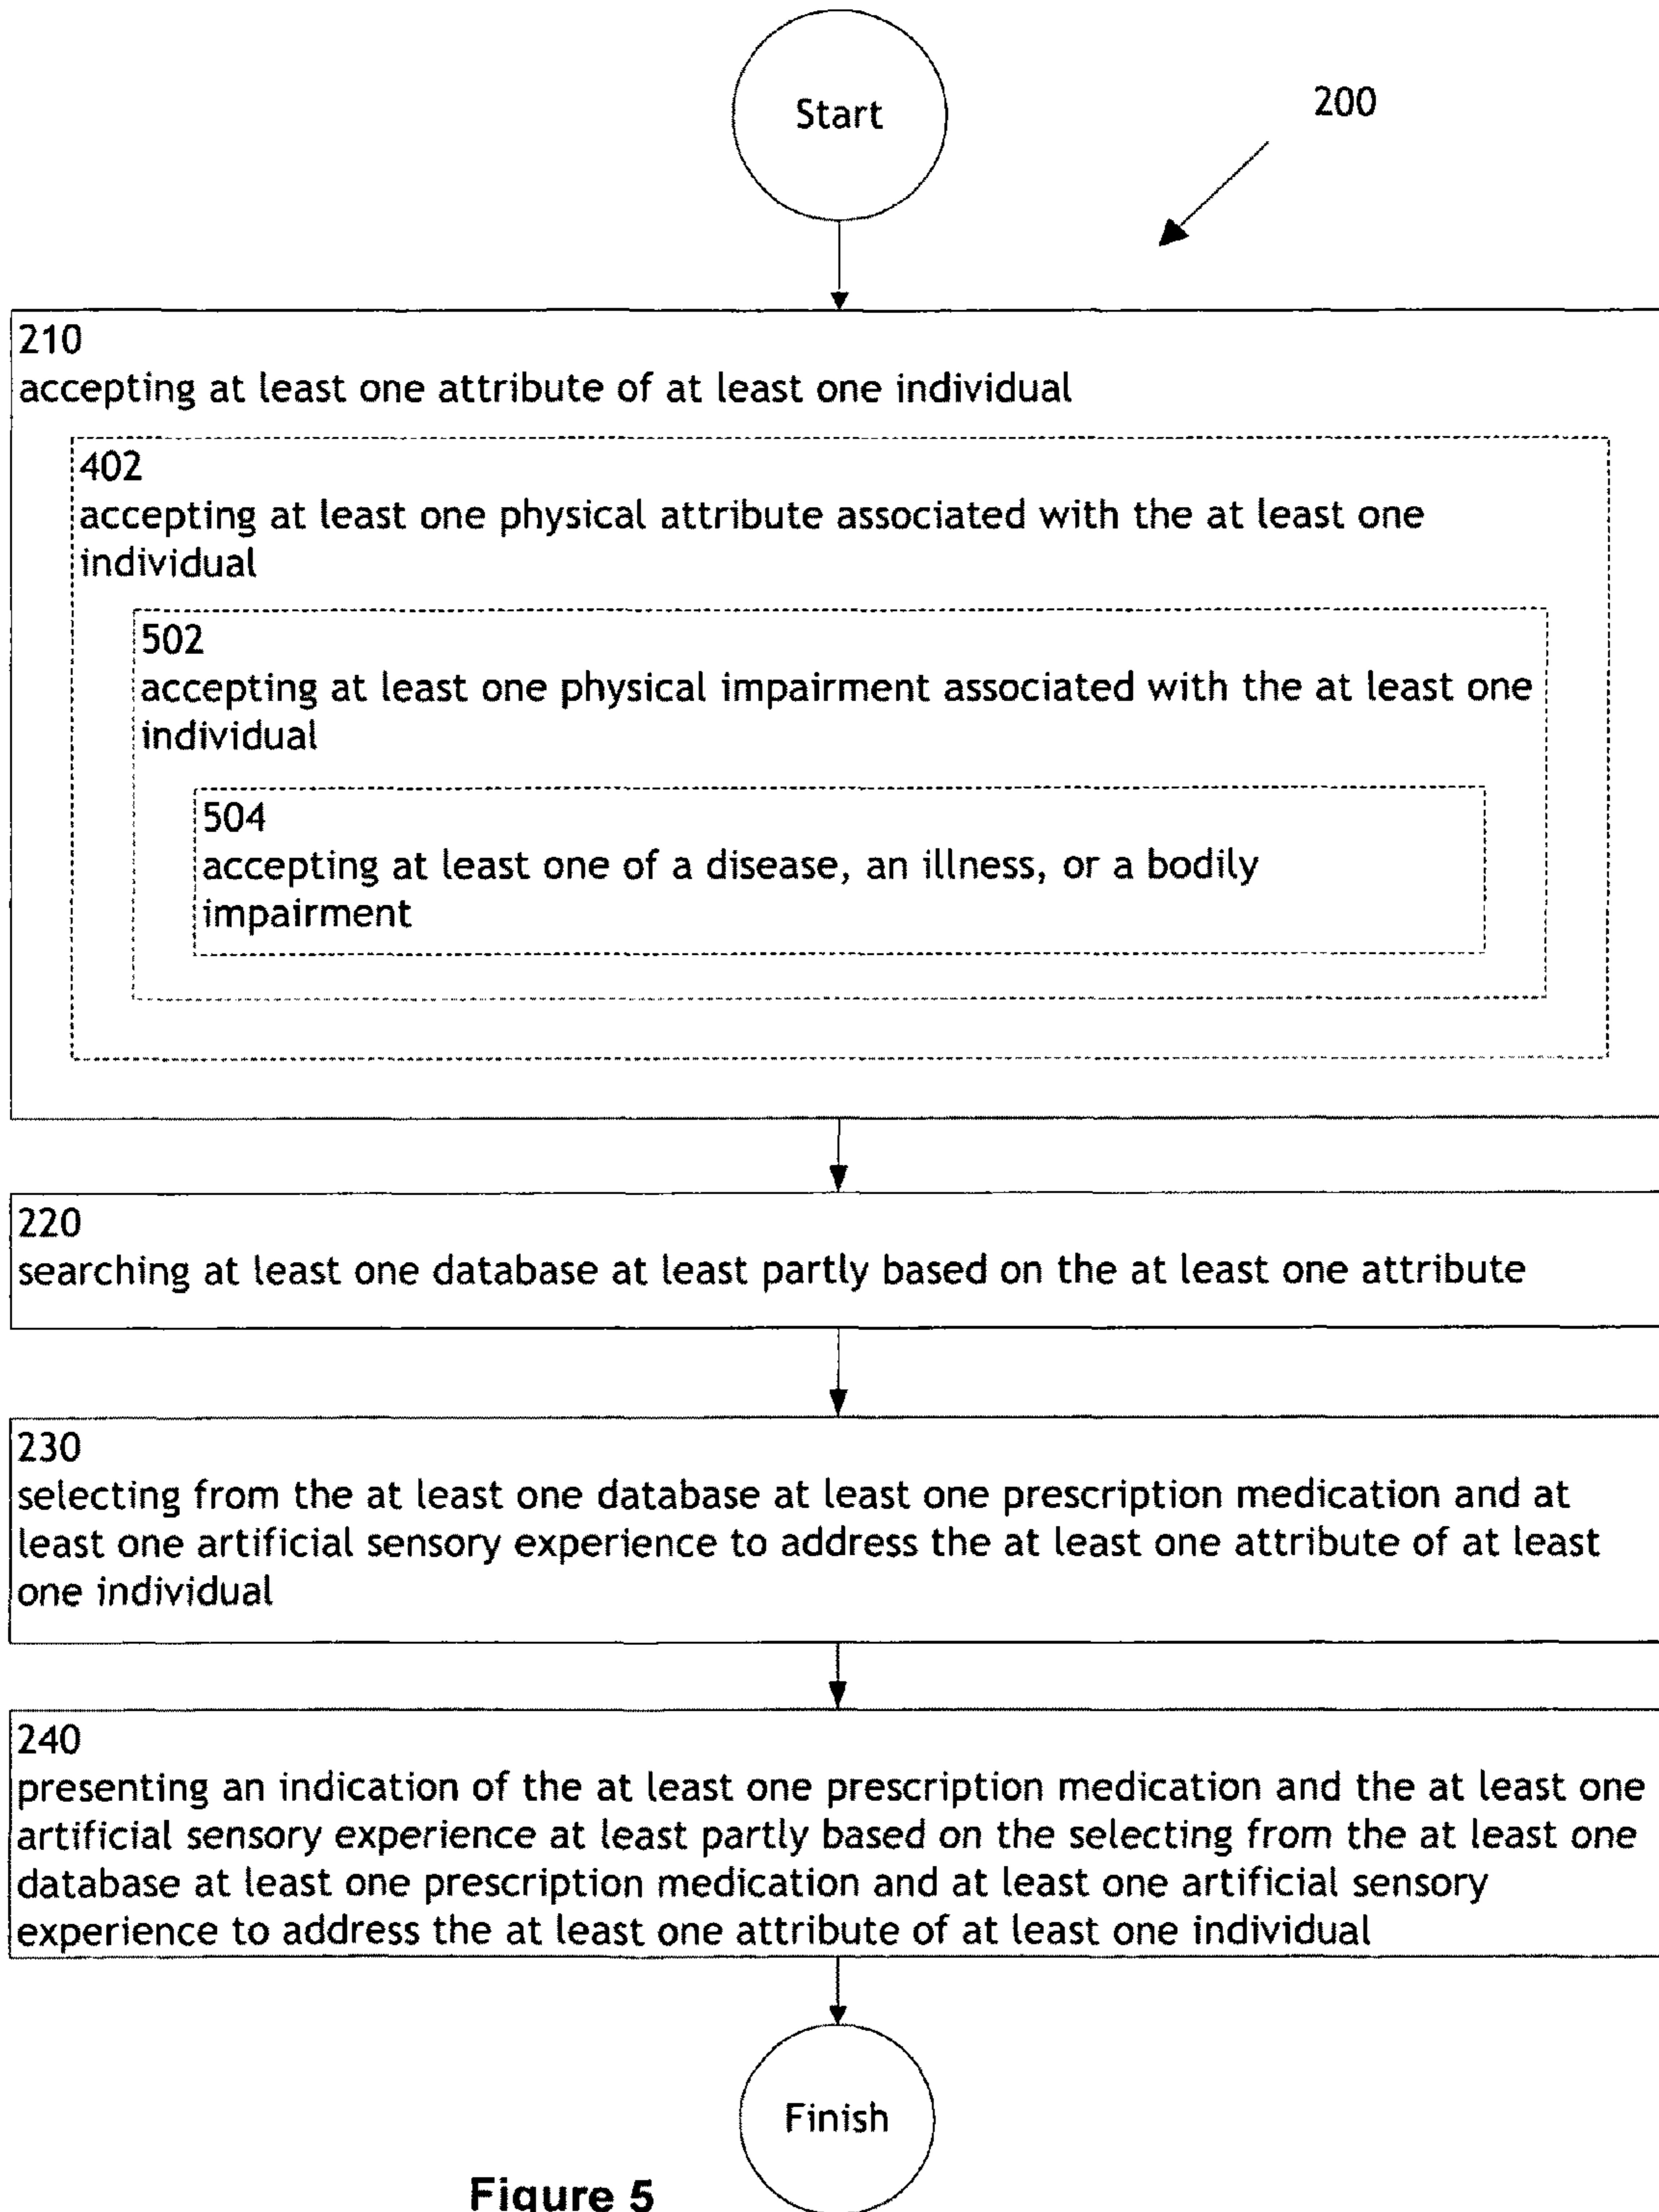 Start
200
210
accepting at least one attribute of at least one individual
402
accepting at least one physical attribute associated with the at least one
individual
502
accepting at least one physical impairment associated with the at least one
individual
504
accepting at least one of a disease, an illness, or a bodily
impairment
220
searching at least one database at least partly based on the at least one attribute
230
selecting from the at least one database at least one prescription medication and at
least one artificial sensory experience to address the at least one attribute of at least
one individual
240
presenting an indication of the at least one prescription medication and the at least one
artificial sensory experience at least partly based on the selecting from the at least one
database at least one prescription medication and at least one artificial sensory
experience to address the at least one attribute of at least one individual
Finish
Figure 5